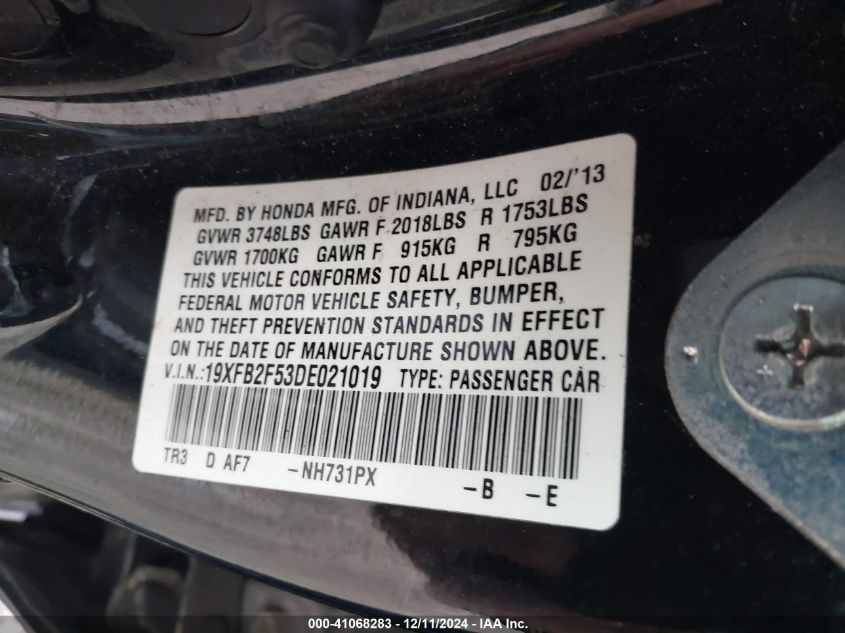 MFD. BY HONDA MFG. OF INDIANA, LLC 02/'13
GVWR 3748LBS GAWR F 2018LBS R 1753LBS
GVWR 1700KG GAWR F 915KG R 795KG
THIS VEHICLE CONFORMS TO ALL APPLICABLE
FEDERAL MOTOR VEHICLE SAFETY, BUMPER,
AND THEFT PREVENTION STANDARDS IN EFFECT
ON THE DATE OF MANUFACTURE SHOWN ABOVE.
V.I.N.:19XFB2F53DE021019 TYPE: PASSENGER CAR
TR3 D AF7 -NH731PX -B -E
000-41068283 - 12/11/2024 - IAA Inc.